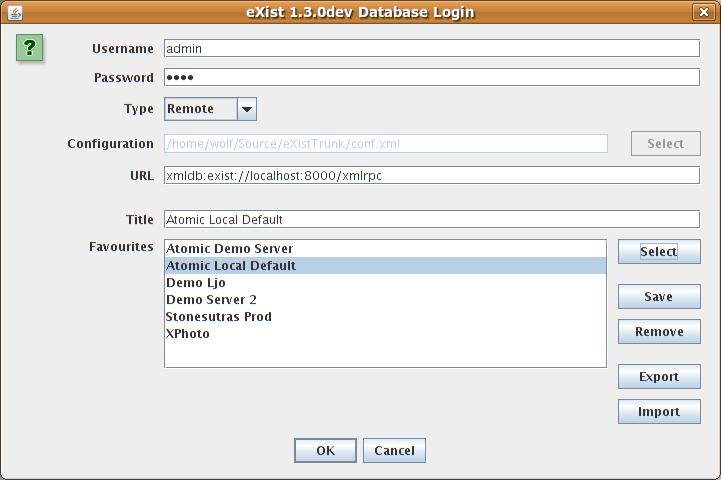 eXist 1.3.0dev Database Login
?
Username admin
Password ••••
Type Remote
Configuration /home/wolf/Source/eXistTrunk/conf.xml Select
URL xmldb:exist://localhost:8000/xmlrpc
Title Atomic Local Default
Favourites Atomic Demo Server
Select
Atomic Local Default
Demo Ljo
Demo Server 2
Save
Stonesutras Prod
XPhoto
Remove
Export
Import
OK Cancel